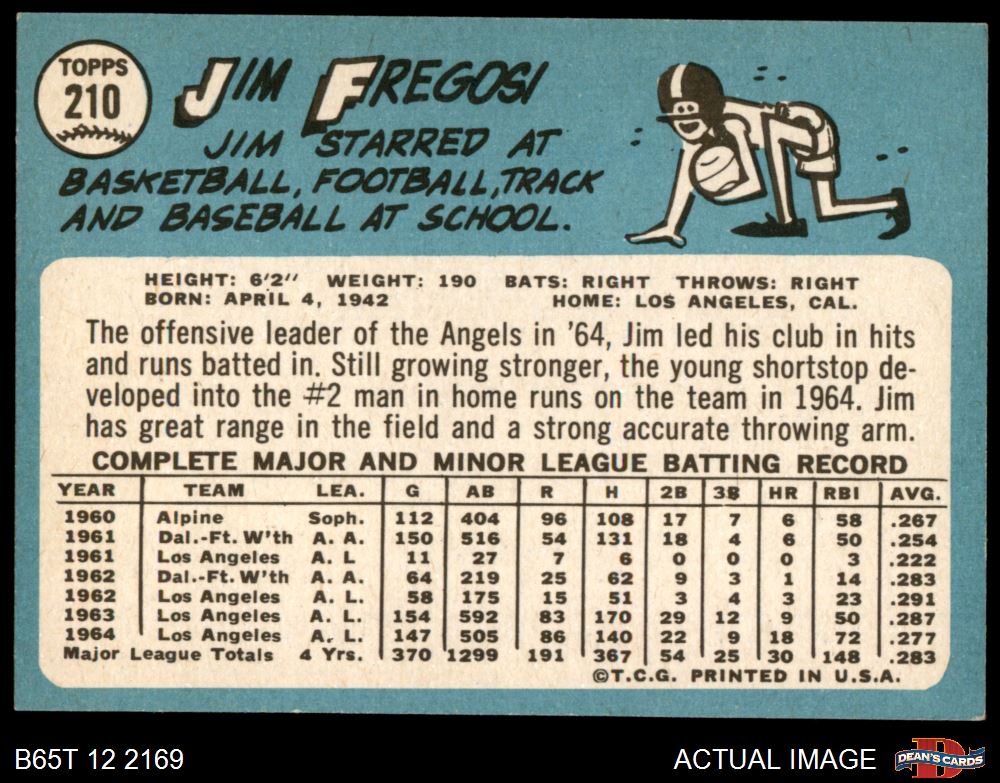 TOPPS
210
JIM FREGOSI
JIM STARRED AT
BASKETBALL, FOOTBALL, TRACK
AND BASEBALL AT SCHOOL.
HEIGHT: 6'2" WEIGHT: 190 BATS: RIGHT THROWS: RIGHT
BORN: APRIL 4, 1942 HOME: LOS ANGELES, CAL.
The offensive leader of the Angels in '64, Jim led his club in hits
and runs batted in. Still growing stronger, the young shortstop de-
veloped into the #2 man in home runs on the team in 1964. Jim
has great range in the field and a strong accurate throwing arm.
COMPLETE MAJOR AND MINOR LEAGUE BATTING RECORD
YEAR TEAM LEA. G AB R H 2B 3B HR RBI AVG.
1960 Alpine Soph. 112 404 96 108 17 7 6 58 .267
1961 Dal.-Ft. W'th A. A. 150 516 54 131 18 4 6 50 .254
1961 Los Angeles A. L 11 27 7 6 0 0 0 3 .222
1962 Dal.-Ft. W'th A. A. 64 219 25 62 9 3 1 14 .283
1962 Los Angeles A. L. 58 175 15 51 3 4 3 23 .291
1963 Los Angeles A. L. 154 592 83 170 29 12 9 50 .287
1964 Los Angeles A. L. 147 505 86 140 22 9 18 72 .277
Major League Totals 4 Yrs. 370 1299 191 367 54 25 30 148 .283
©T.C.G. PRINTED IN U.S.A.
B65T 12 2169 ACTUAL IMAGE D DEAN'S CARDS